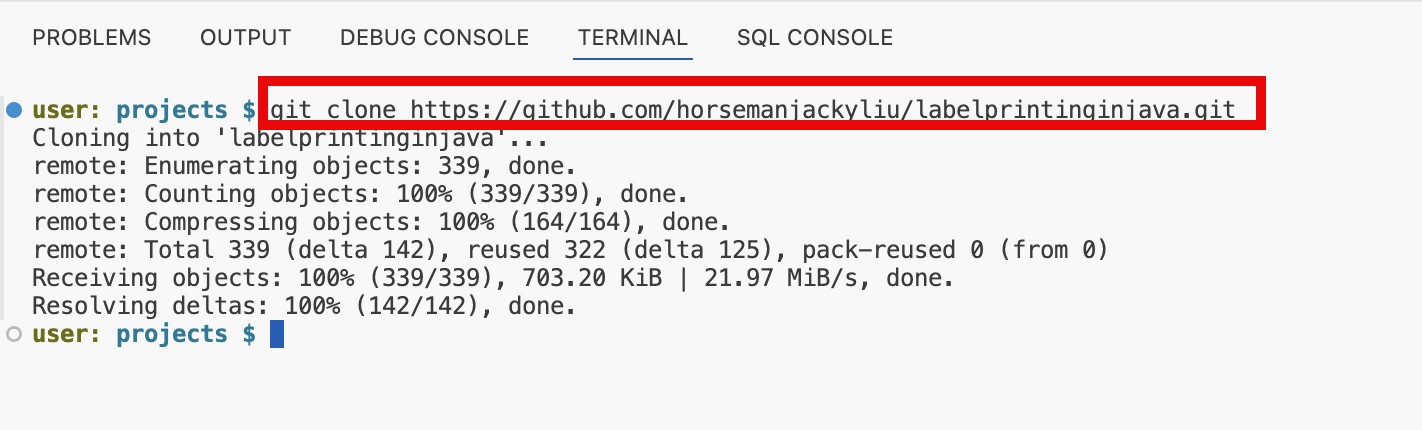 PROBLEMS OUTPUT DEBUG CONSOLE TERMINAL SQL CONSOLE
user: projects $ git clone https://github.com/horsemanjackyliu/labelprintinginjava.git
Cloning into 'labelprintinginjava'...
remote: Enumerating objects: 339, done.
remote: Counting objects: 100% (339/339), done.
remote: Compressing objects: 100% (164/164), done.
remote: Total 339 (delta 142), reused 322 (delta 125), pack-reused 0 (from 0)
Receiving objects: 100% (339/339), 703.20 KiB | 21.97 MiB/s, done.
Resolving deltas: 100% (142/142), done.
user: projects $